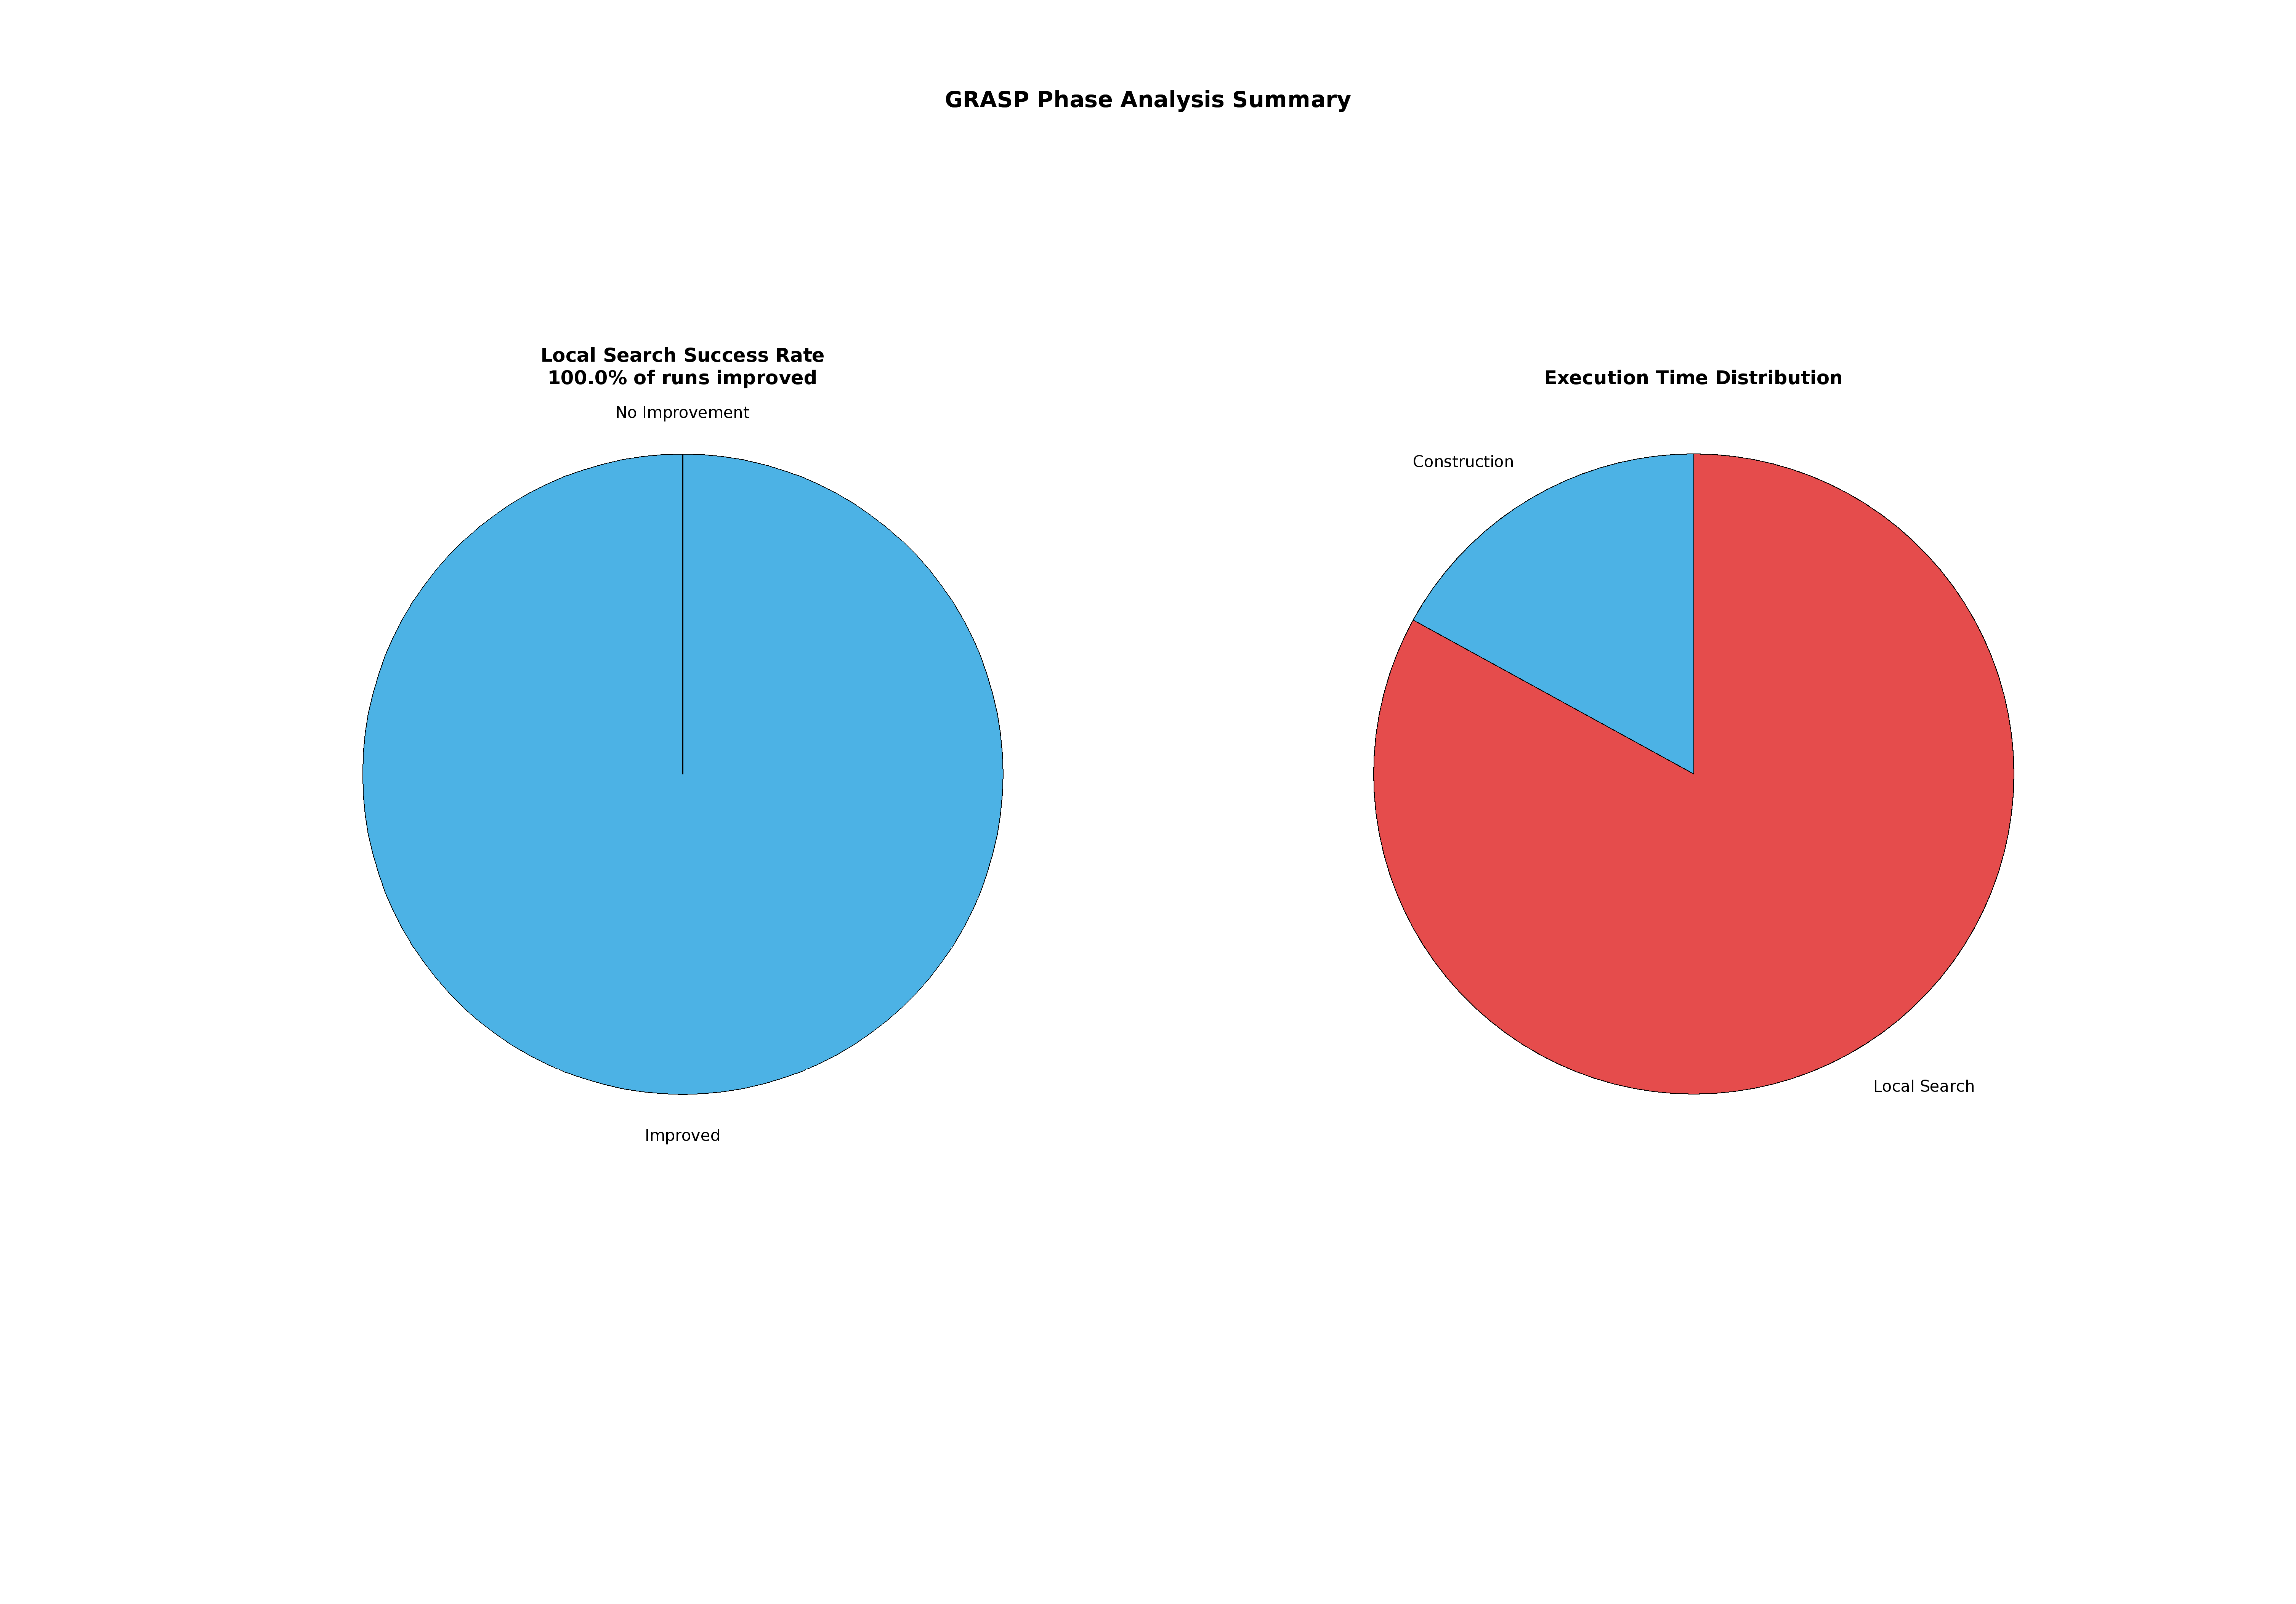 GRASP Phase Analysis Summary
Local Search Success Rate
100.0% of runs improved
No Improvement
Improved
Execution Time Distribution
Construction
Local Search